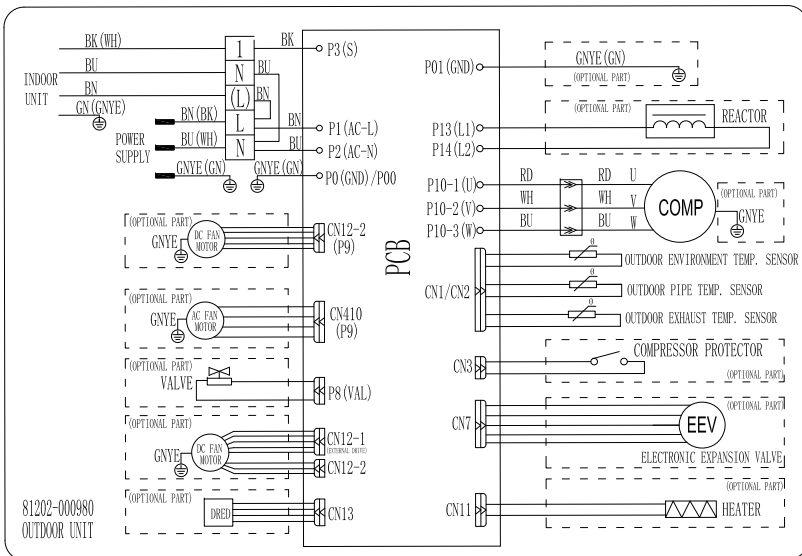 BK(WH)
1
BK
P3(S)
BU
N
BU
INDOOR
UNIT
BN
(L)
BN
GN(GNYE)
BN(BK)
L
BN
P1(AC-L)
POWER
SUPPLY
BU(WH)
N
BU
P2(AC-N)
GNYE(GN)
GNYE(GN)
P0(GND)/P00
(OPTIONAL PART)
GNYE
DC FAN
MOTOR
CN12-2
(P9)
(OPTIONAL PART)
GNYE
AC FAN
MOTOR
CN410
(P9)
(OPTIONAL PART)
VALVE
P8(VAL)
(OPTIONAL PART)
GNYE
DC FAN
MOTOR
CN12-1
(EXTERNAL DRIVE)
CN12-2
(OPTIONAL PART)
DRED
CN13
81202-000980
OUTDOOR UNIT
PCB
P01(GND)
GNYE(GN)
(OPTIONAL PART)
(OPTIONAL PART)
REACTOR
P13(L1)
P14(L2)
P10-1(U)
RD
RD
U
P10-2(V)
WH
WH
V
P10-3(W)
BU
BU
W
COMP
(OPTIONAL PART)
GNYE
CN1/CN2
θ
OUTDOOR ENVIRONMENT TEMP. SENSOR
θ
OUTDOOR PIPE TEMP. SENSOR
θ
OUTDOOR EXHAUST TEMP. SENSOR
CN3
COMPRESSOR PROTECTOR
(OPTIONAL PART)
CN7
(OPTIONAL PART)
EEV
ELECTRONIC EXPANSION VALVE
(OPTIONAL PART)
CN11
HEATER